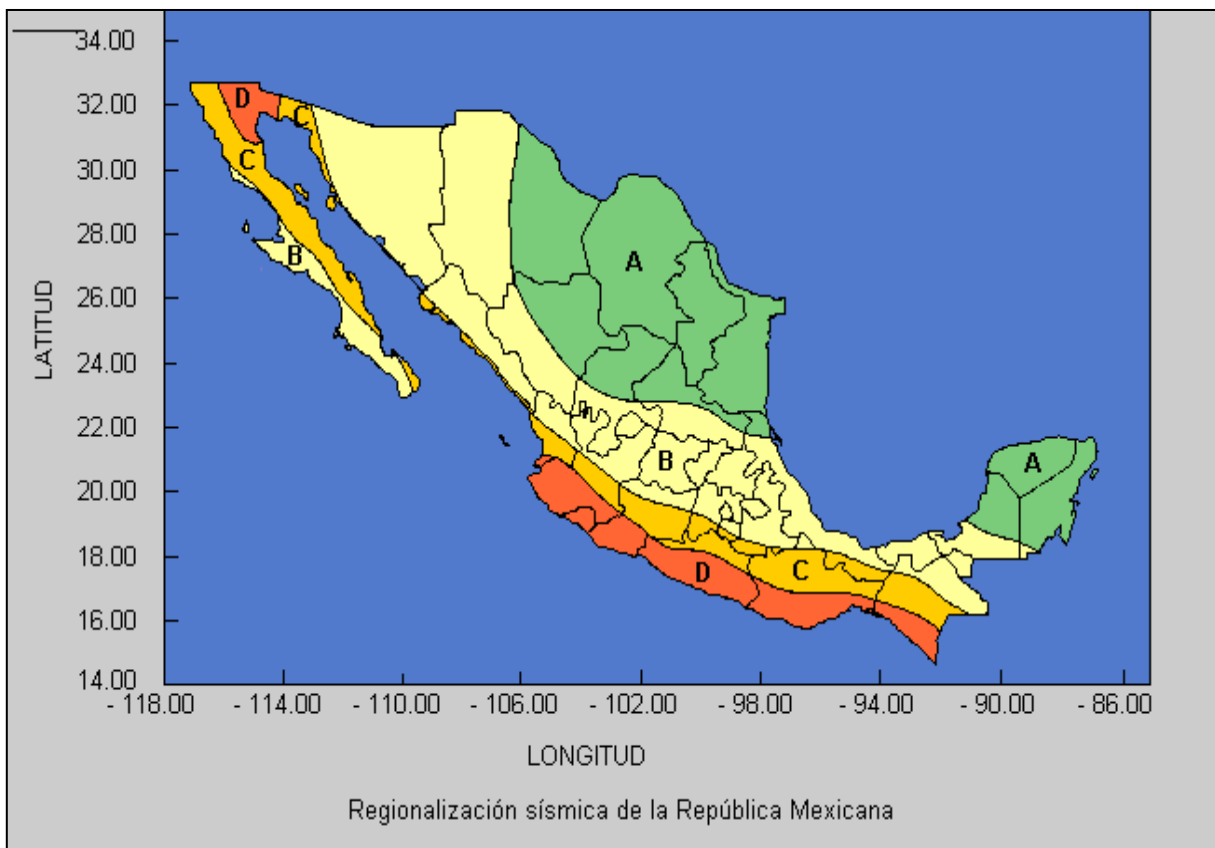 34.00
32.00
30.00
28.00
26.00
24.00
22.00
20.00
18.00
16.00
14.00
LATITUD
D
C
C
B
A
A
B
C
D
- 118.00 - 114.00 - 110.00 - 106.00 - 102.00 - 98.00 - 94.00 - 90.00 - 86.00
LONGITUD
Regionalización sísmica de la República Mexicana